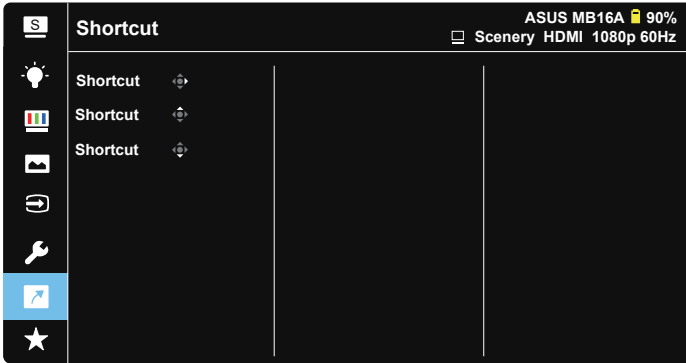 S
Shortcut
ASUS MB16A 90%
Scenery HDMI 1080p 60Hz
Shortcut
Shortcut
Shortcut